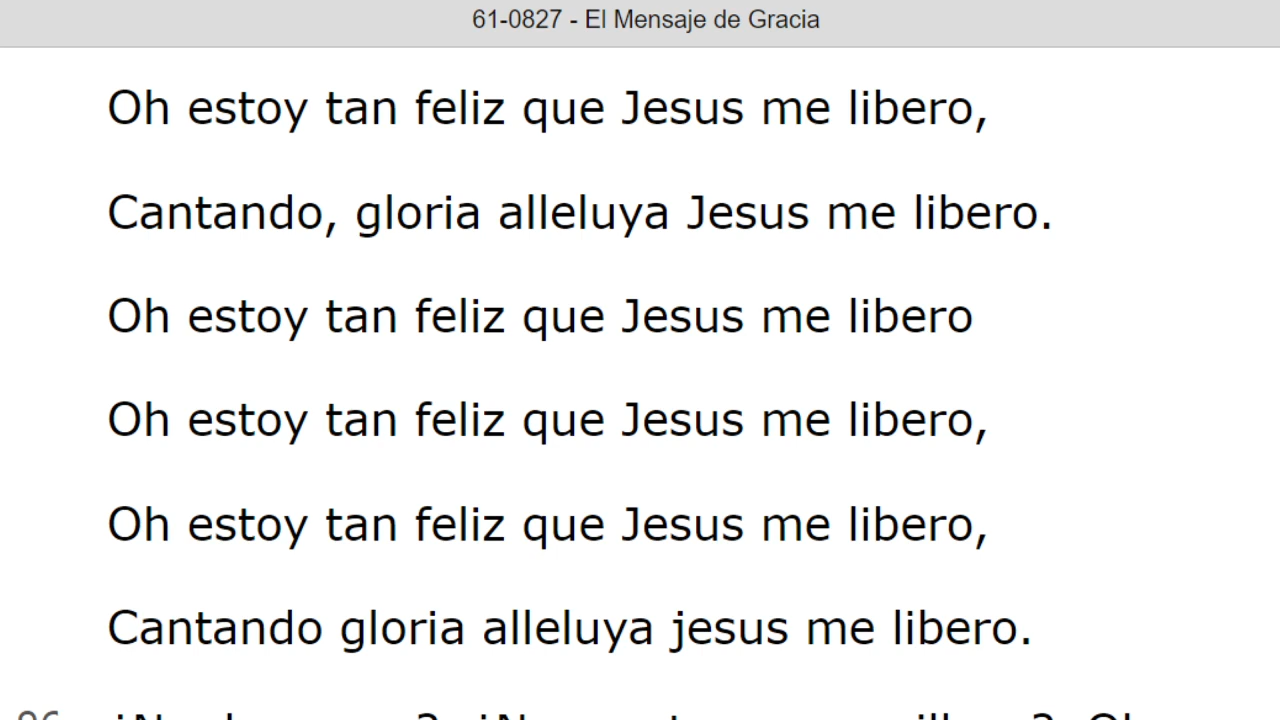 61-0827 - El Mensaje de Gracia
Oh estoy tan feliz que Jesus me libero,
Cantando, gloria alleluya Jesus me libero.
Oh estoy tan feliz que Jesus me libero
Oh estoy tan feliz que Jesus me libero,
Oh estoy tan feliz que Jesus me libero,
Cantando gloria alleluya jesus me libero.